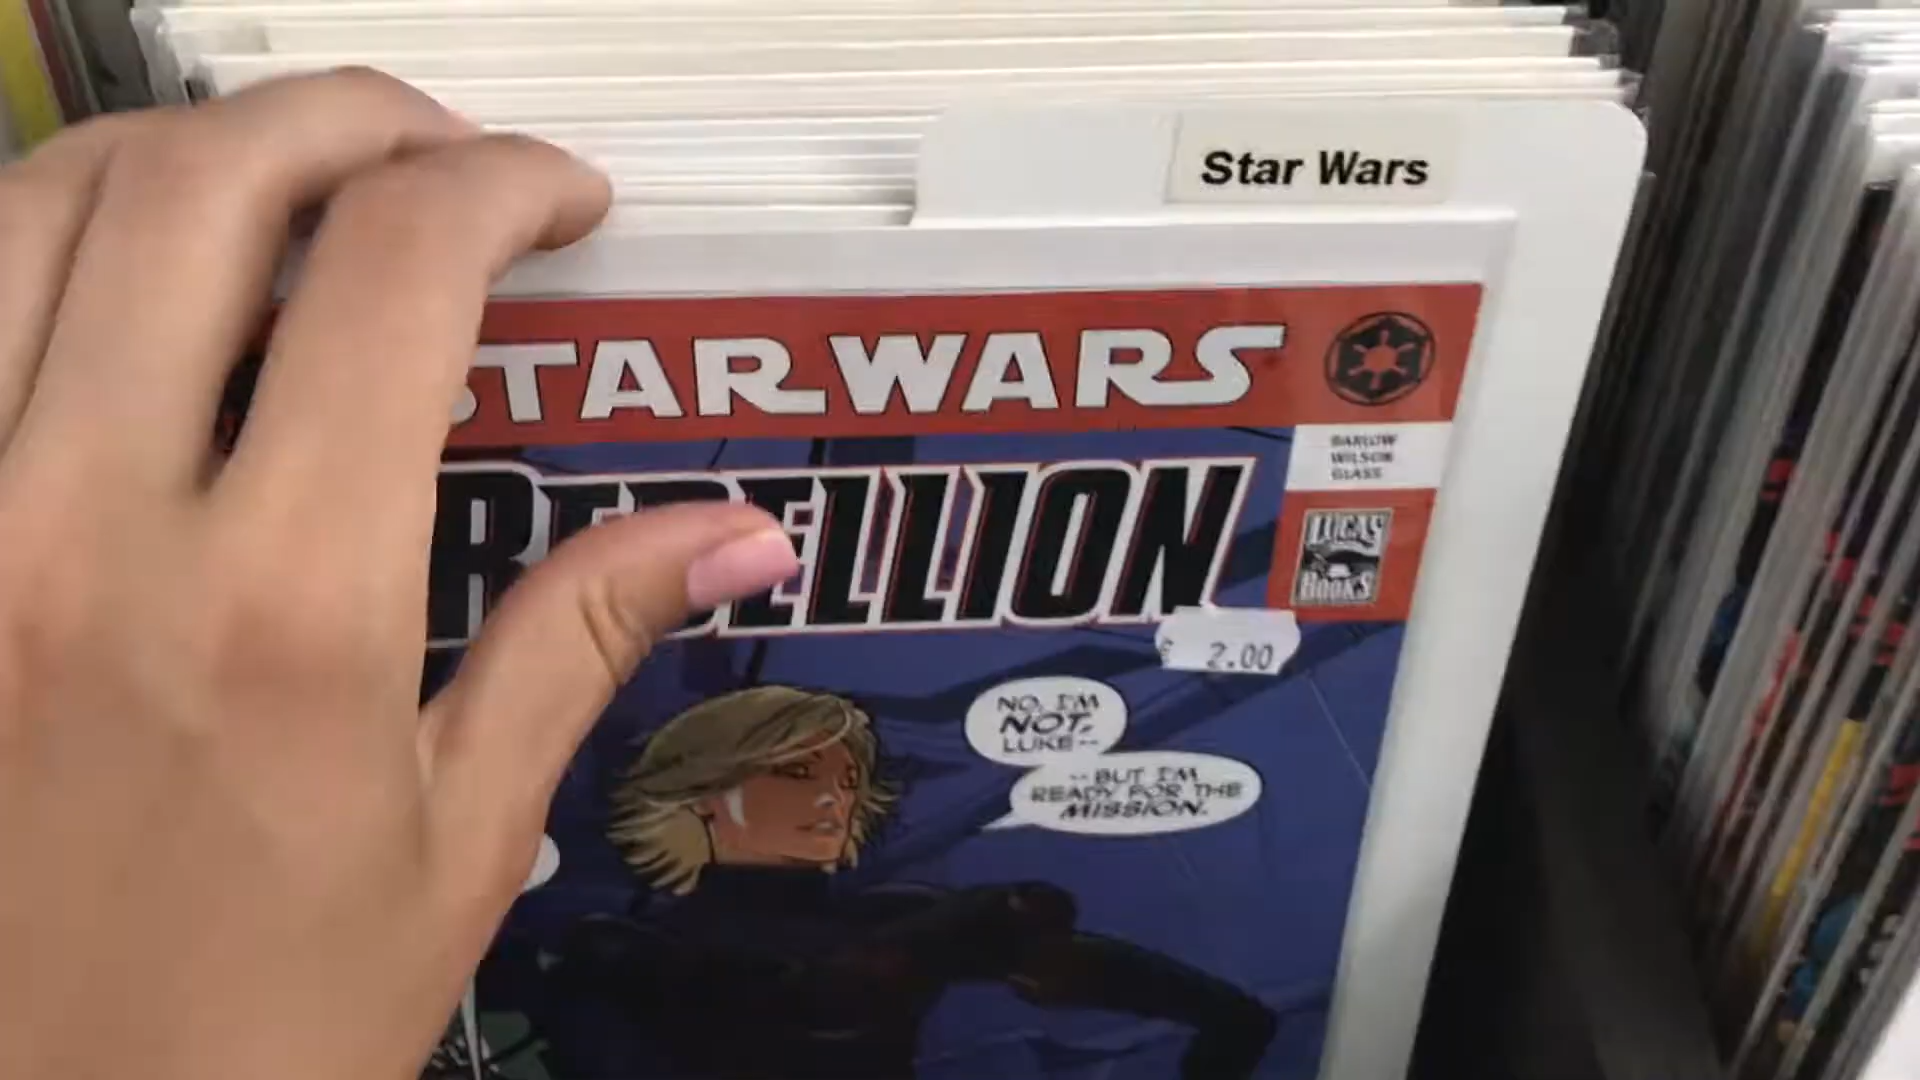 Star Wars
STAR WARS
BARLOW
WILSON
GLASS
REBELLION
LUCAS
BOOKS
2.00
NO, I'M
NOT,
LUKE--
--BUT I'M
READY FOR THE
MISSION.